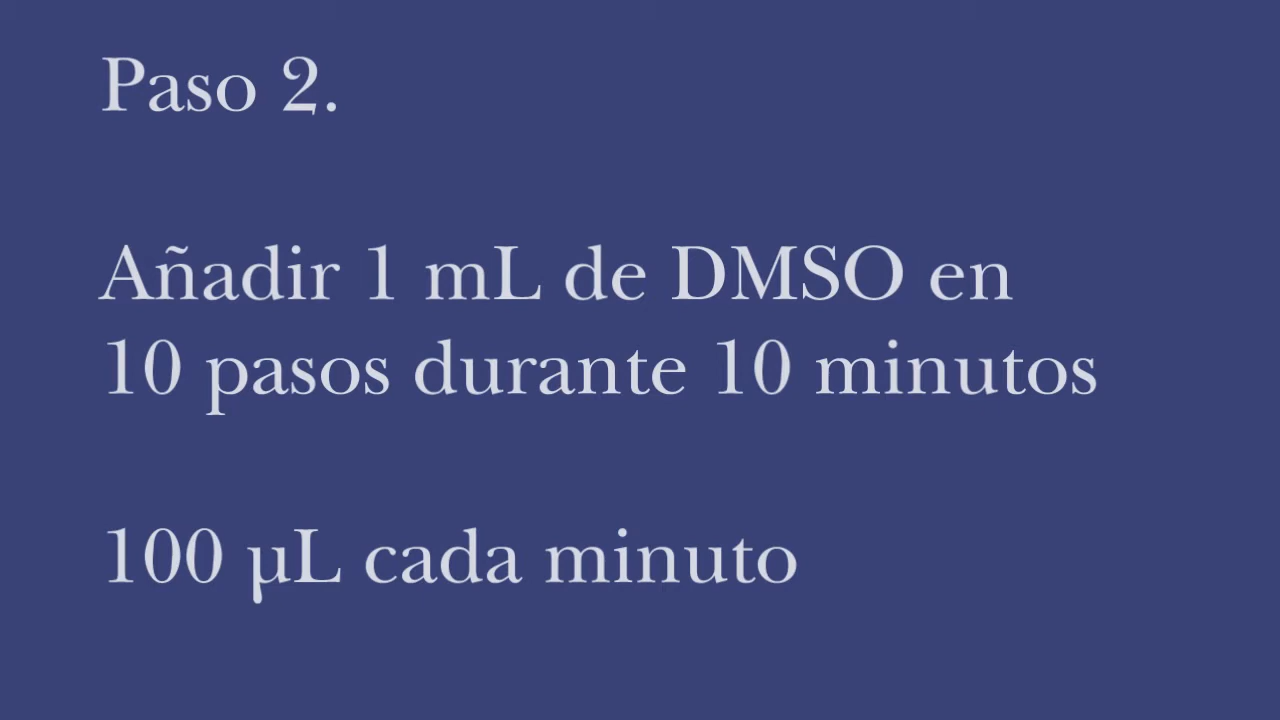 Paso 2.
Añadir 1 mL de DMSO en
10 pasos durante 10 minutos
100 µL cada minuto